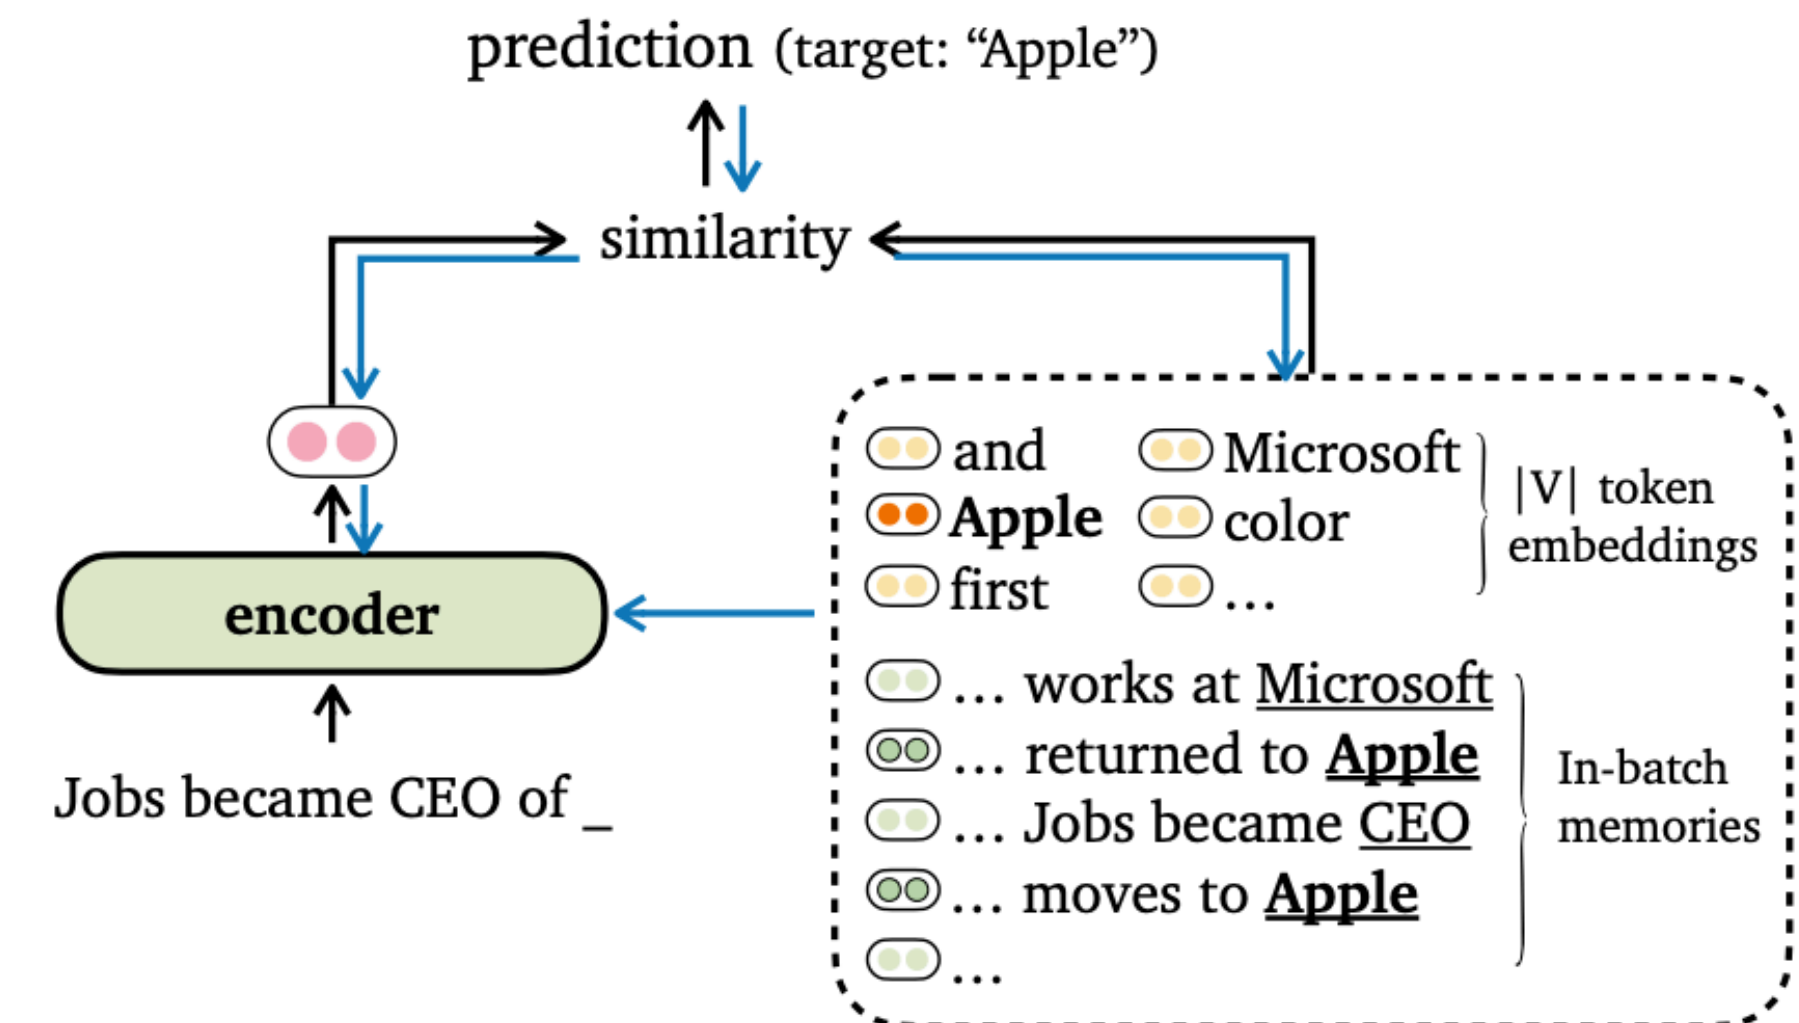 prediction (target: “Apple”)
similarity
encoder
Jobs became CEO of _
and
Microsoft
Apple
color
first
…
|V| token
embeddings
… works at Microsoft
… returned to Apple
… Jobs became CEO
… moves to Apple
…
In-batch
memories